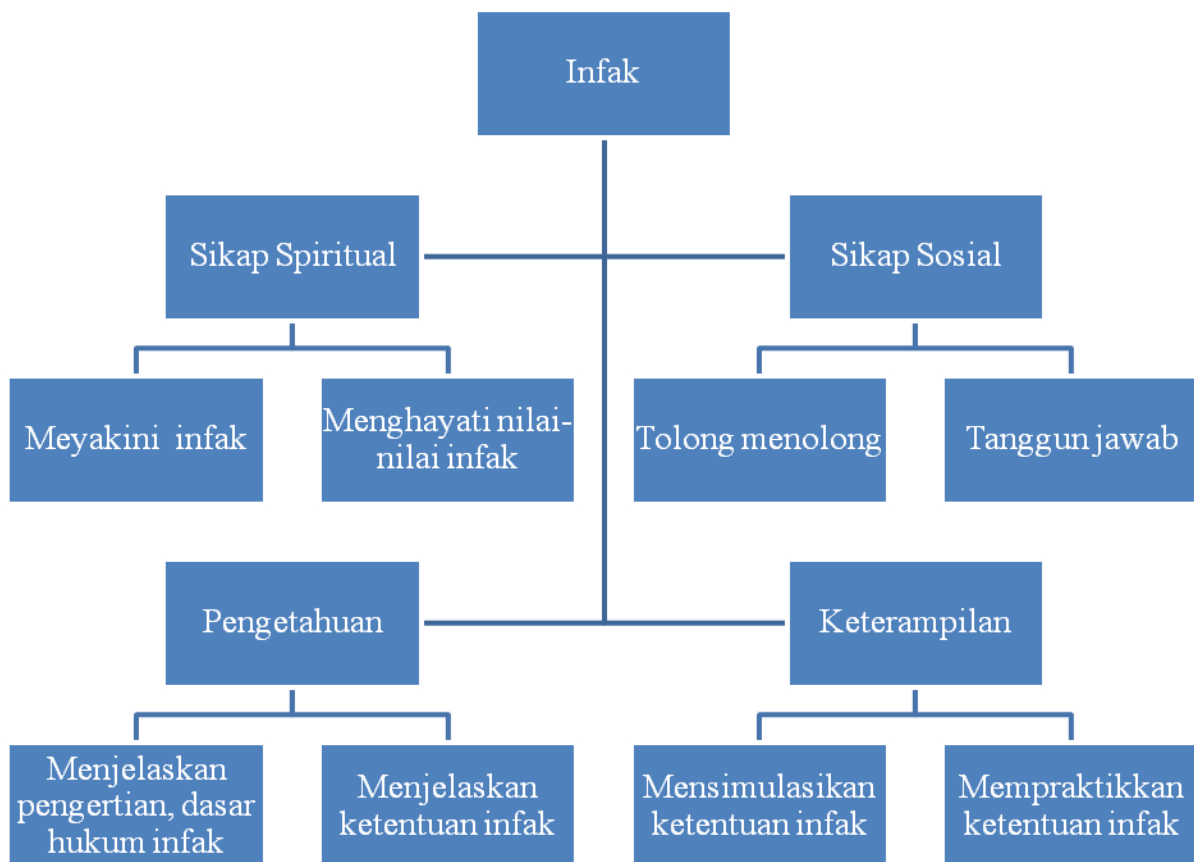 Infak
Sikap Spiritual
Sikap Sosial
Meyakini infak
Menghayati nilai-
nilai infak
Tolong menolong
Tanggun jawab
Pengetahuan
Keterampilan
Menjelaskan
pengertian, dasar
hukum infak
Menjelaskan
ketentuan infak
Mensimulasikan
ketentuan infak
Mempraktikkan
ketentuan infak